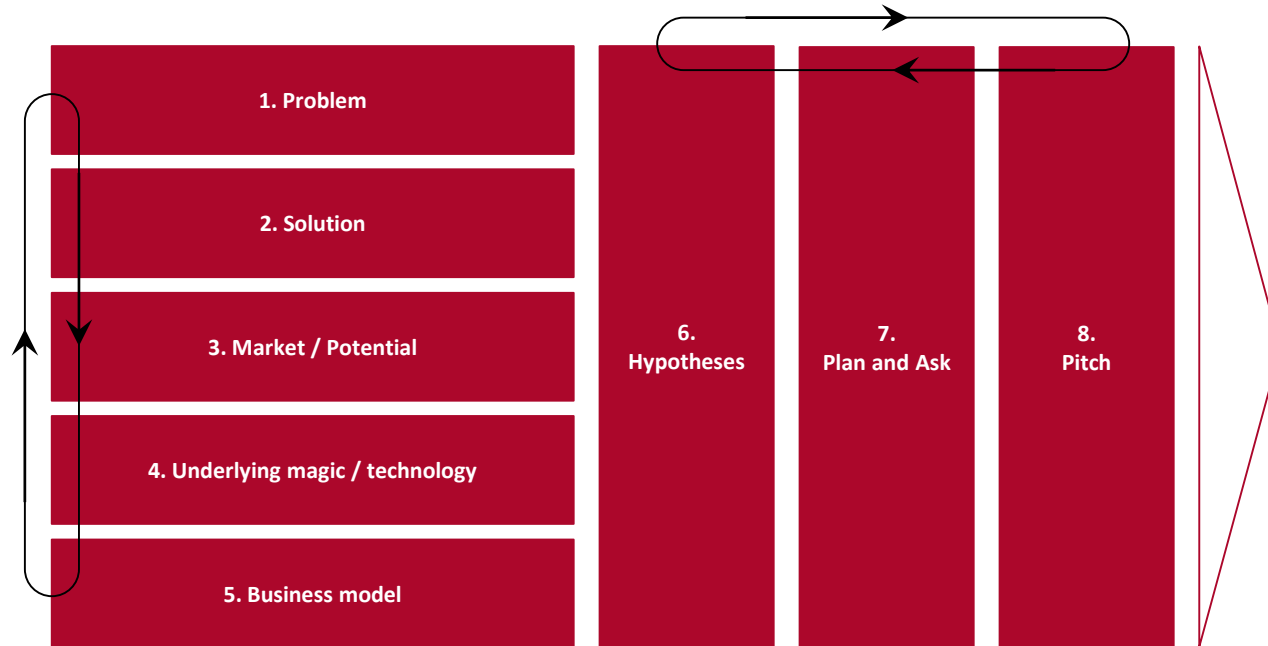 1. Problem
2. Solution
3. Market / Potential
4. Underlying magic / technology
5. Business model
6.
Hypotheses
7.
Plan and Ask
8.
Pitch